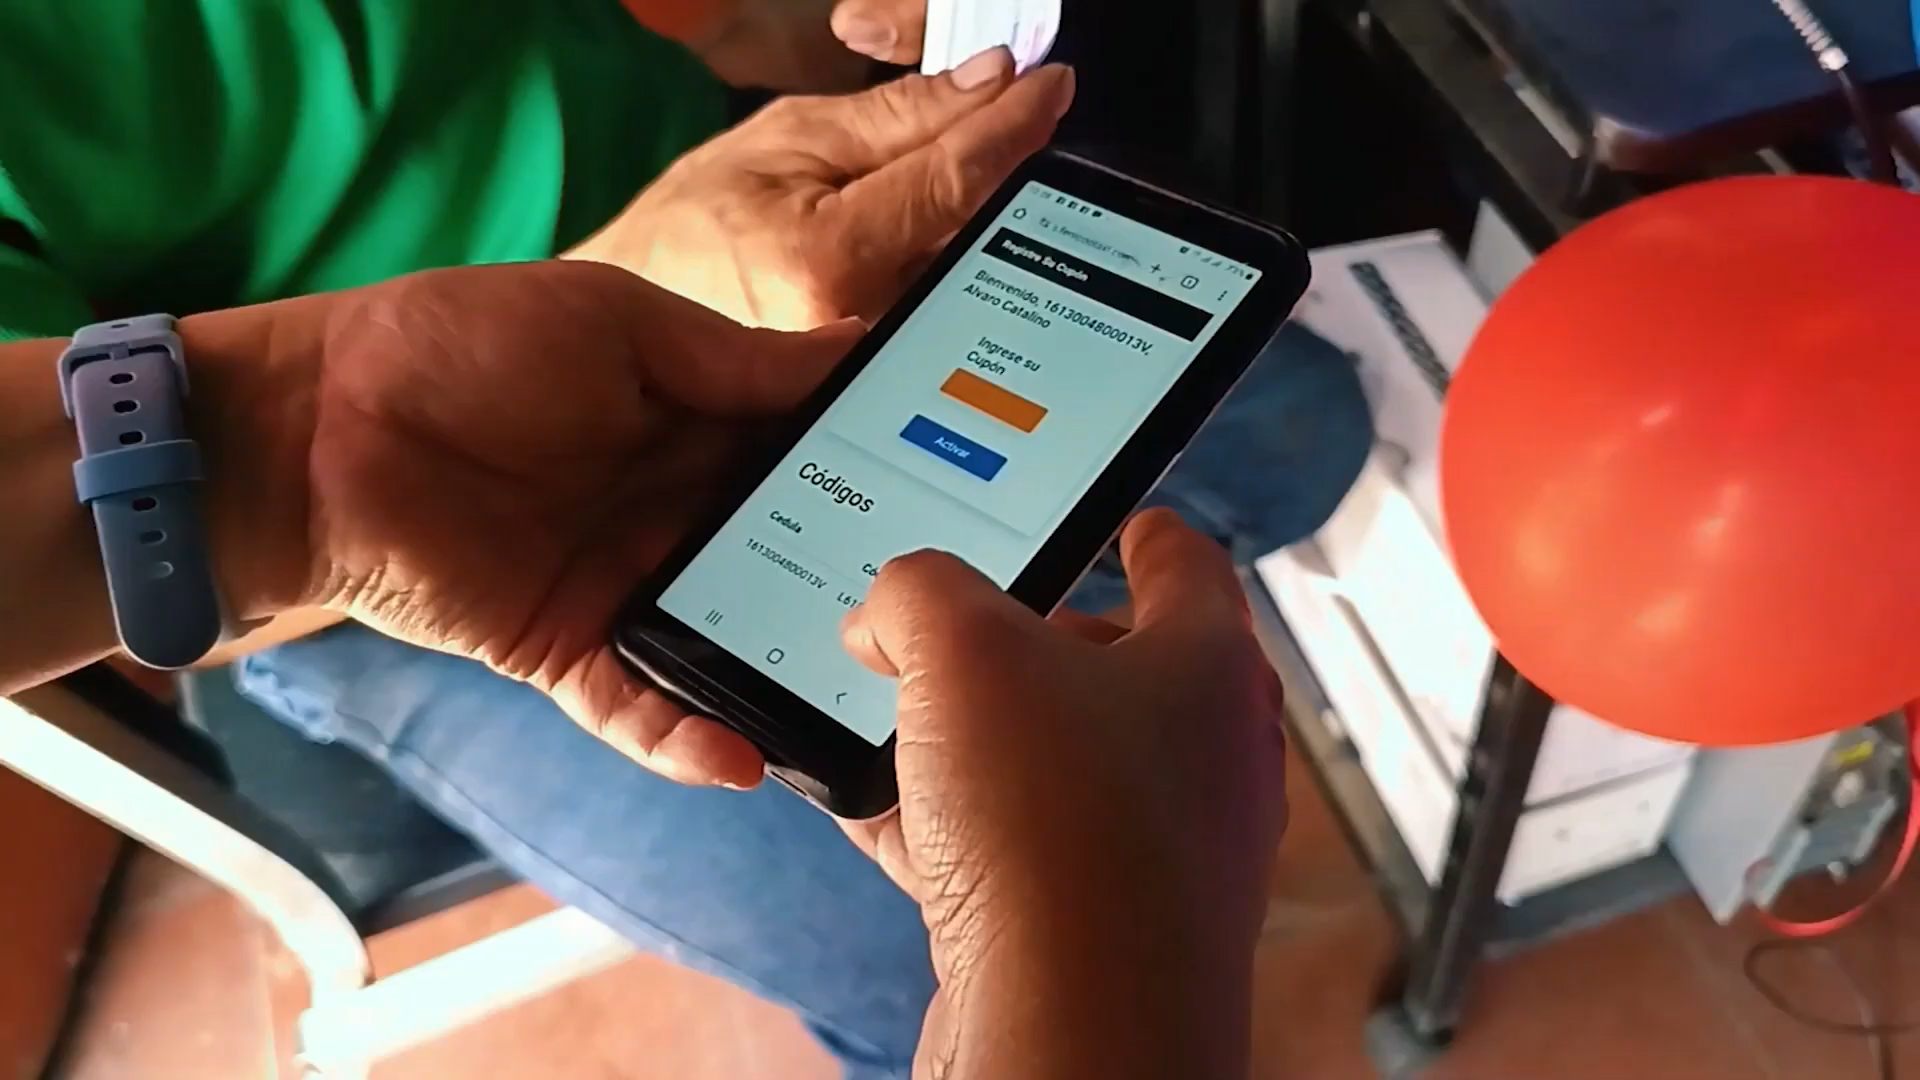 Registre Su Cupón
Bienvenido, 1613004800013V,
Alvaro Catalino
Ingrese su
Cupón
Activar
Códigos
Cedula
1613004800013V